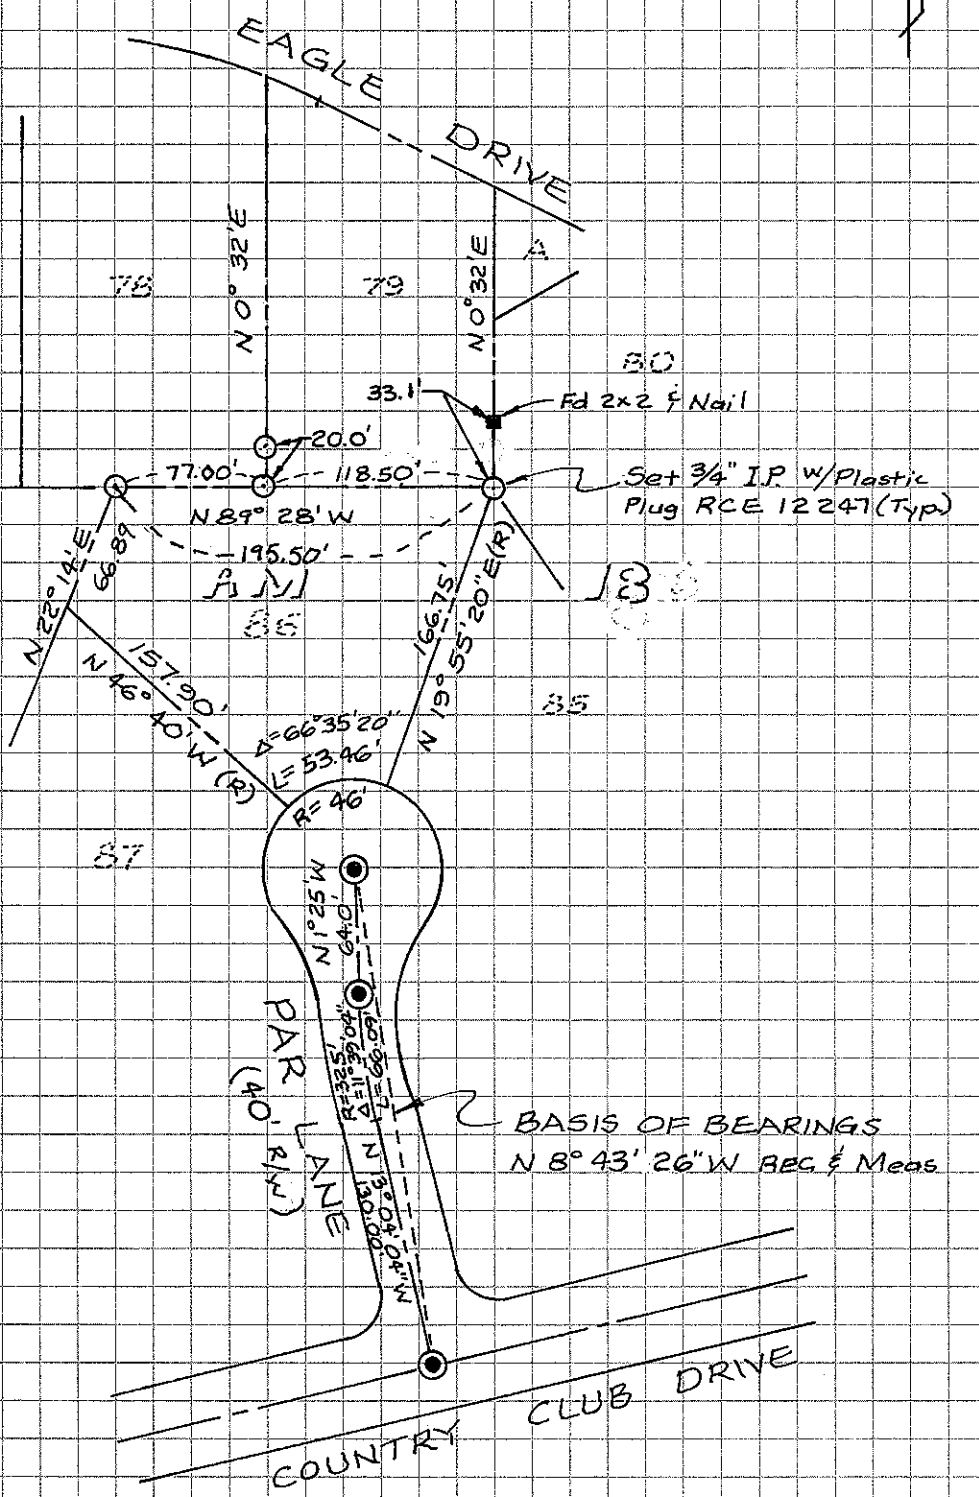 EAGLE DRIVE
N 0° 32' E
N 0° 32' E
A
78
79
80
33.1'
Fd 2x2 & Nail
20.0'
77.00'
118.50'
Set 3/4" I.P. w/Plastic
Plug RCE 12247 (Typ)
N 89° 28' W
195.50'
N 22° 14' E
66.89
86
166.75'
N 19° 55' 20" E (R)
85
157.90'
N 46° 40' W (R)
Δ=66°35'20"
L=53.46'
R=46'
87
N 1° 25' W
64.0'
PAR LANE
(40' R/W)
R=325'
Δ=11°39'04"
L=66.09'
N 13° 04' 04" W
130.00'
BASIS OF BEARINGS
N 8° 43' 26" W REC & Meas
COUNTRY CLUB DRIVE